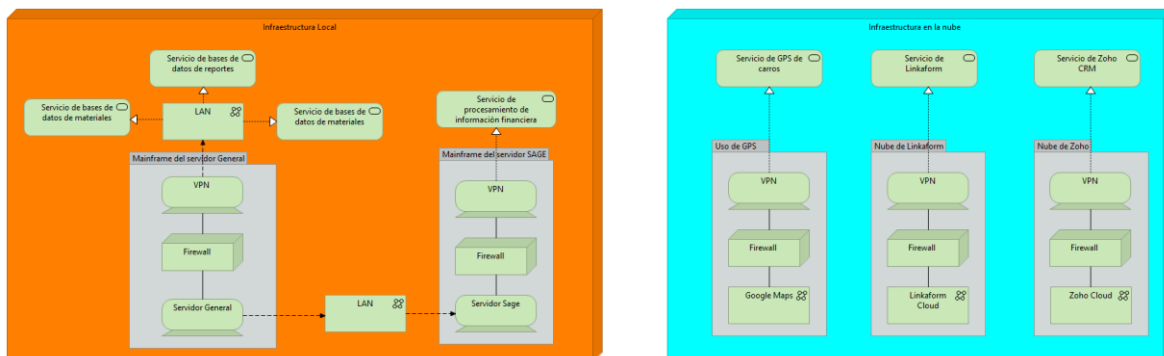 Infraestructura Local
Servicio de bases de
datos de reportes
Servicio de bases de
datos de materiales
LAN
Servicio de bases de
datos de materiales
Servicio de
procesamiento de
información financiera
Mainframe del servidor General
VPN
Firewall
Servidor General
LAN
Mainframe del servidor SAGE
VPN
Firewall
Servidor Sage
Infraestructura en la nube
Servicio de GPS de
carros
Servicio de
Linkaform
Servicio de Zoho
CRM
Uso de GPS
VPN
Firewall
Google Maps
Nube de Linkaform
VPN
Firewall
Linkaform
Cloud
Nube de Zoho
VPN
Firewall
Zoho Cloud